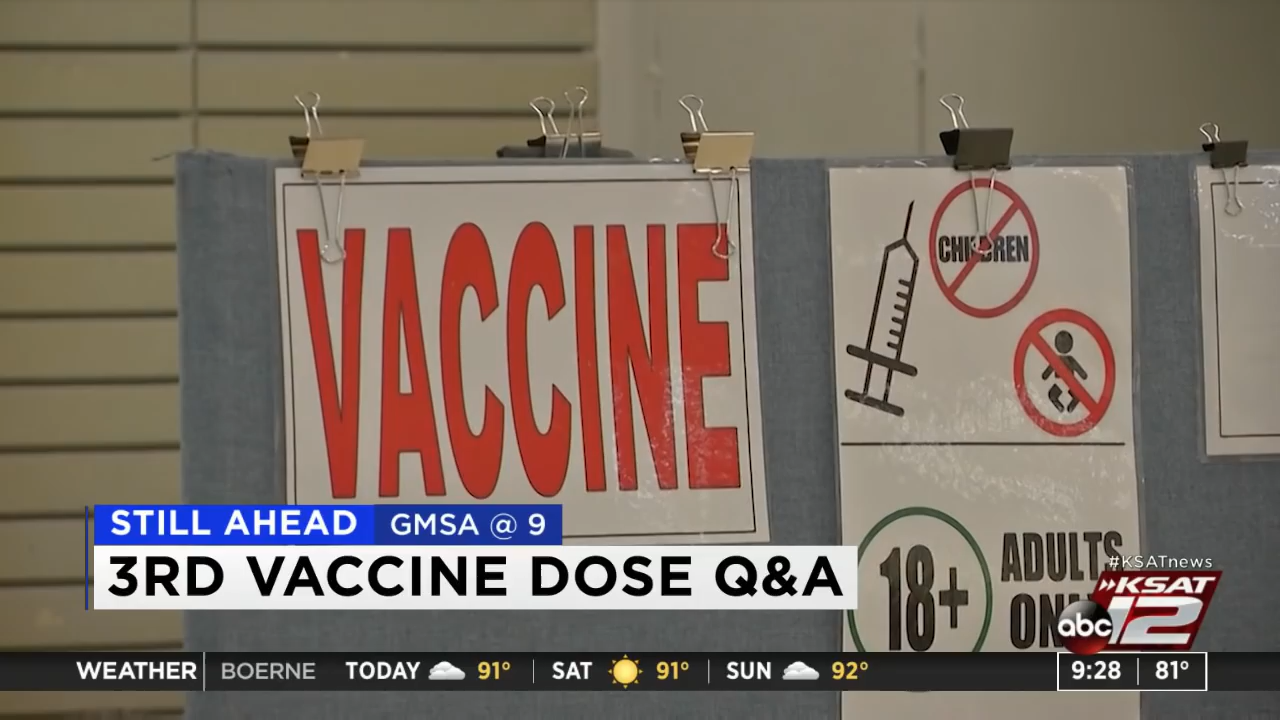 VACCINE
CHILDREN
18+
ADULTS
ONLY
STILL AHEAD GMSA @ 9
3RD VACCINE DOSE Q&A
#KSATnews
KSAT
abc 12
WEATHER BOERNE TODAY 91° SAT 91° SUN 92° 9:28 81°